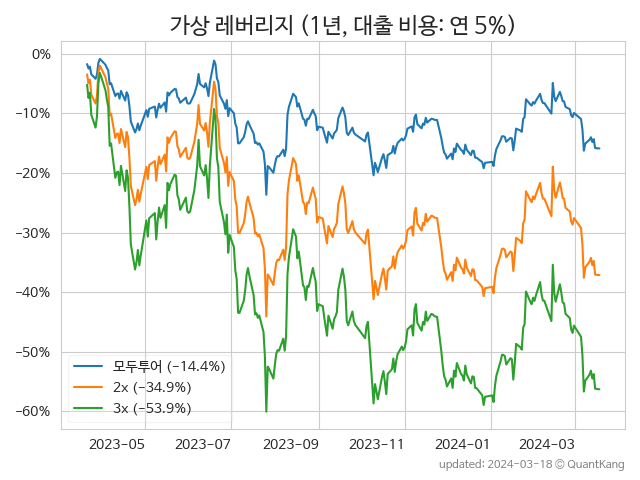 가상 레버리지 (1년, 대출 비용: 연 5%)
0%
−10%
−20%
−30%
−40%
−50%
−60%
모두투어 (−14.4%)
2x (−34.9%)
3x (−53.9%)
2023-05 2023-07 2023-09 2023-11 2024-01 2024-03
updated: 2024-03-18 © QuantKang